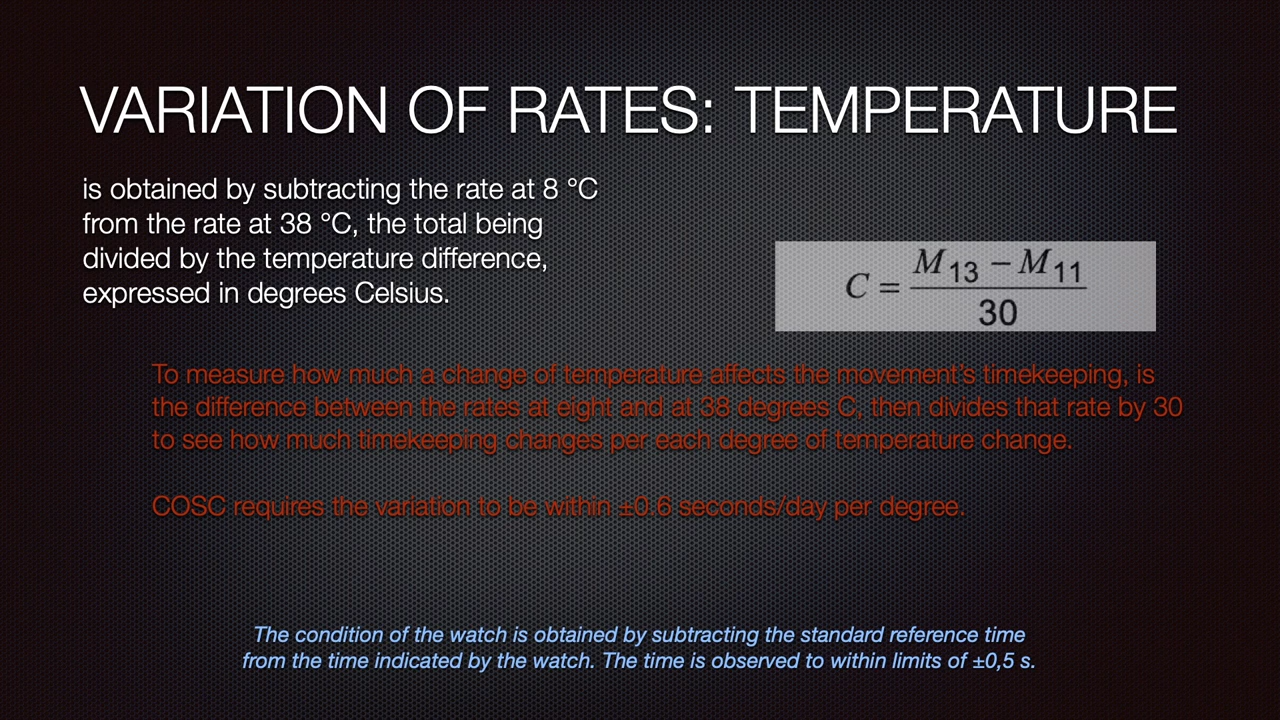 VARIATION OF RATES: TEMPERATURE
is obtained by subtracting the rate at 8 °C
from the rate at 38 °C, the total being
divided by the temperature difference,
expressed in degrees Celsius.
C = M13 − M11
30
To measure how much a change of temperature affects the movement’s timekeeping, is
the difference between the rates at eight and at 38 degrees C, then divides that rate by 30
to see how much timekeeping changes per each degree of temperature change.
COSC requires the variation to be within ±0.6 seconds/day per degree.
The condition of the watch is obtained by subtracting the standard reference time
from the time indicated by the watch. The time is observed to within limits of ±0,5 s.